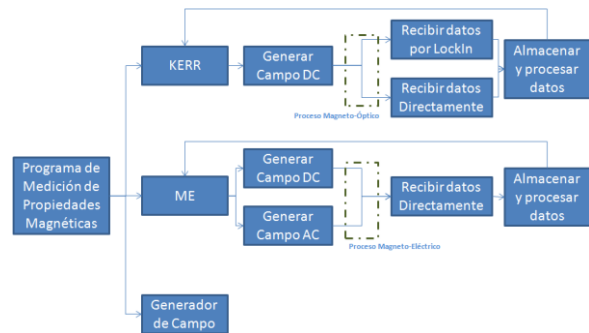 KERR
Generar
Campo DC
Recibir datos
por LockIn
Recibir datos
Directamente
Almacenar
y procesar
datos
Proceso Magneto-Óptico
Programa de
Medición de
Propiedades
Magnéticas
ME
Generar
Campo DC
Generar
Campo AC
Recibir datos
Directamente
Almacenar
y procesar
datos
Proceso Magneto-Eléctrico
Generador
de Campo